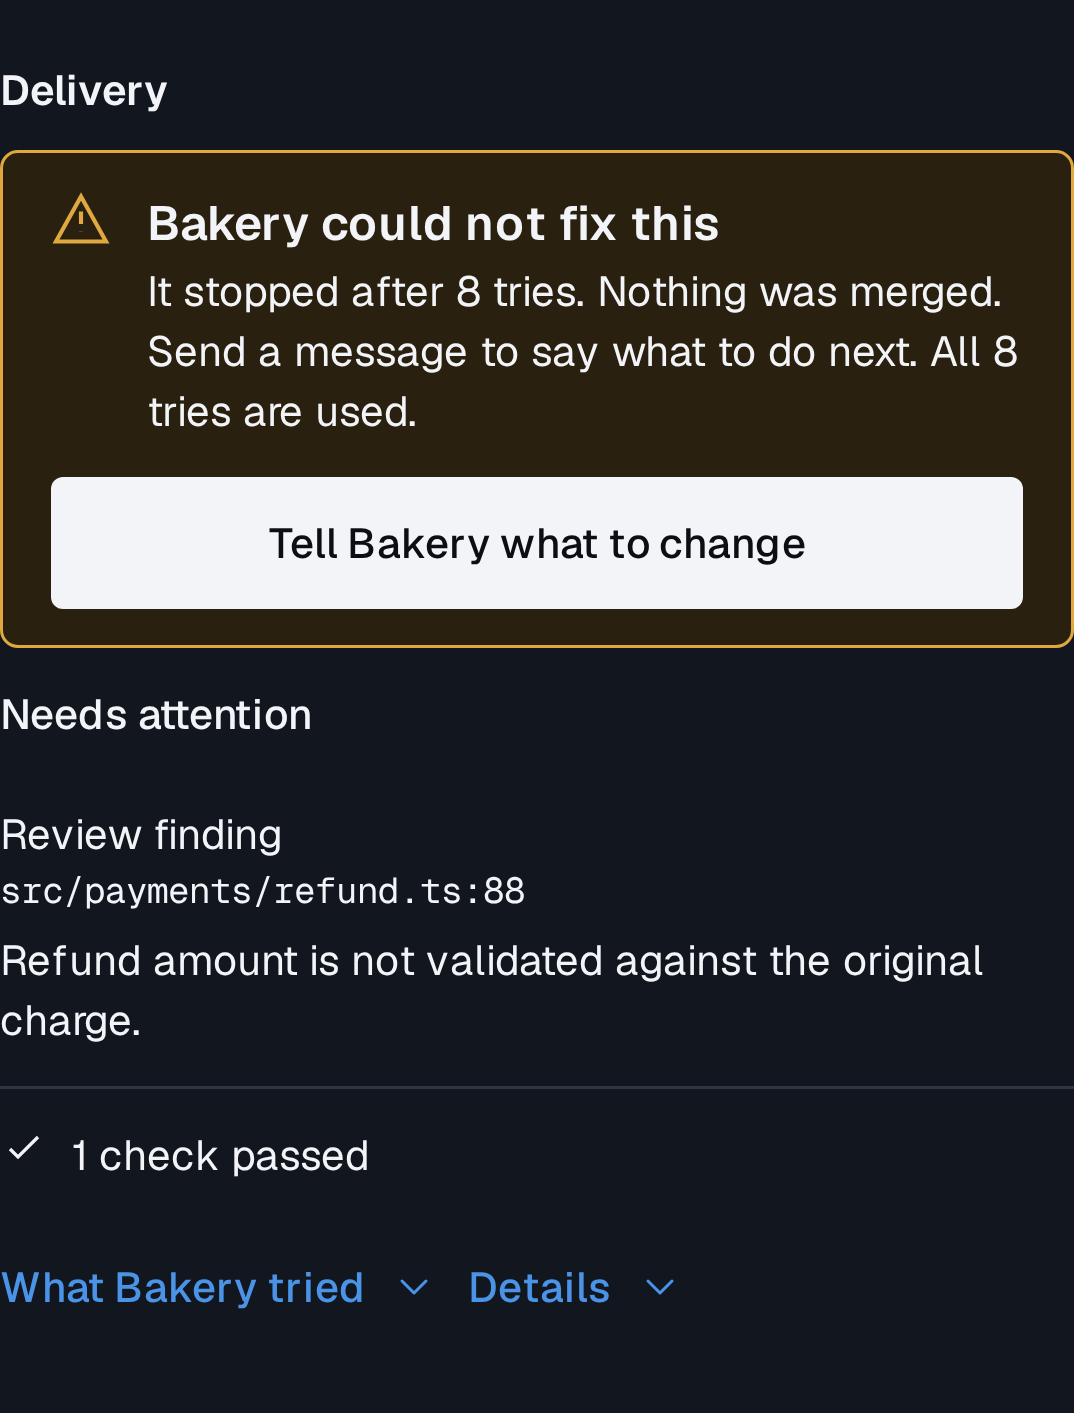 Delivery
Bakery could not fix this
It stopped after 8 tries. Nothing was merged.
Send a message to say what to do next. All 8
tries are used.
Tell Bakery what to change
Needs attention
Review finding
src/payments/refund.ts:88
Refund amount is not validated against the original
charge.
1 check passed
What Bakery tried Details